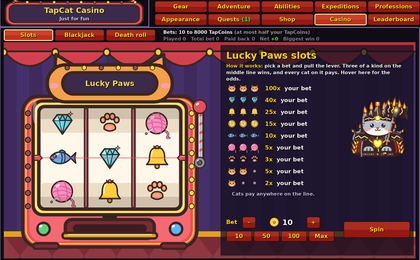 TapCat Casino
Just for fun
Gear
Adventure
Abilities
Expeditions
Professions
Appearance
Quests (1)
Shop
Casino
Leaderboard
Slots
Blackjack
Death roll
Bets: 10 to 8000 TapCoins (at most half your TapCoins)
Played 0 Total bet 0 Paid back 0 Net +0 Biggest win 0
Lucky Paws
Lucky Paws slots
How it works: pick a bet and pull the lever. Three of a kind on the
middle line wins, and every cat on it pays. Hover here for the
odds.
100x your bet
40x your bet
25x your bet
15x your bet
10x your bet
5x your bet
3x your bet
5x your bet
2x your bet
Cats pay anywhere on the line.
Bet - 10 +
10 50 100 Max
Spin